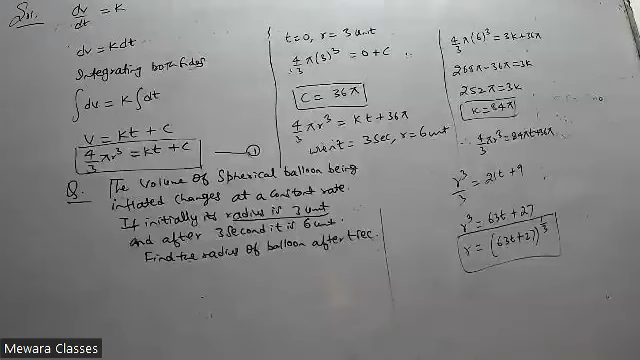 Sol. dv/dt = K
dv = kdt
Integrating both sides
∫dv = K∫dt
V = Kt + C
4/3 πr³ = Kt + C ①
Q. The Volume of Spherical balloon being
inflated changes at a constant rate.
If initially its radius is 3 unit
and after 3 second it is 6 unit.
Find the radius of balloon after t sec.
t=0, r = 3 unit
4/3 π(3)³ = 0 + C
C = 36π
4/3 πr³ = Kt + 36π
t = 3 sec, r = 6 unit
4/3 π(6)³ = 3K + 36π
- 36π = 3K
252π = 3K
K = 84π
∴ 4/3 πr³ = 84πt + 36π
r³/3 = 21t + 9
r³ = 63t + 27
r = (63t + 27)^1/3
Mewara Classes